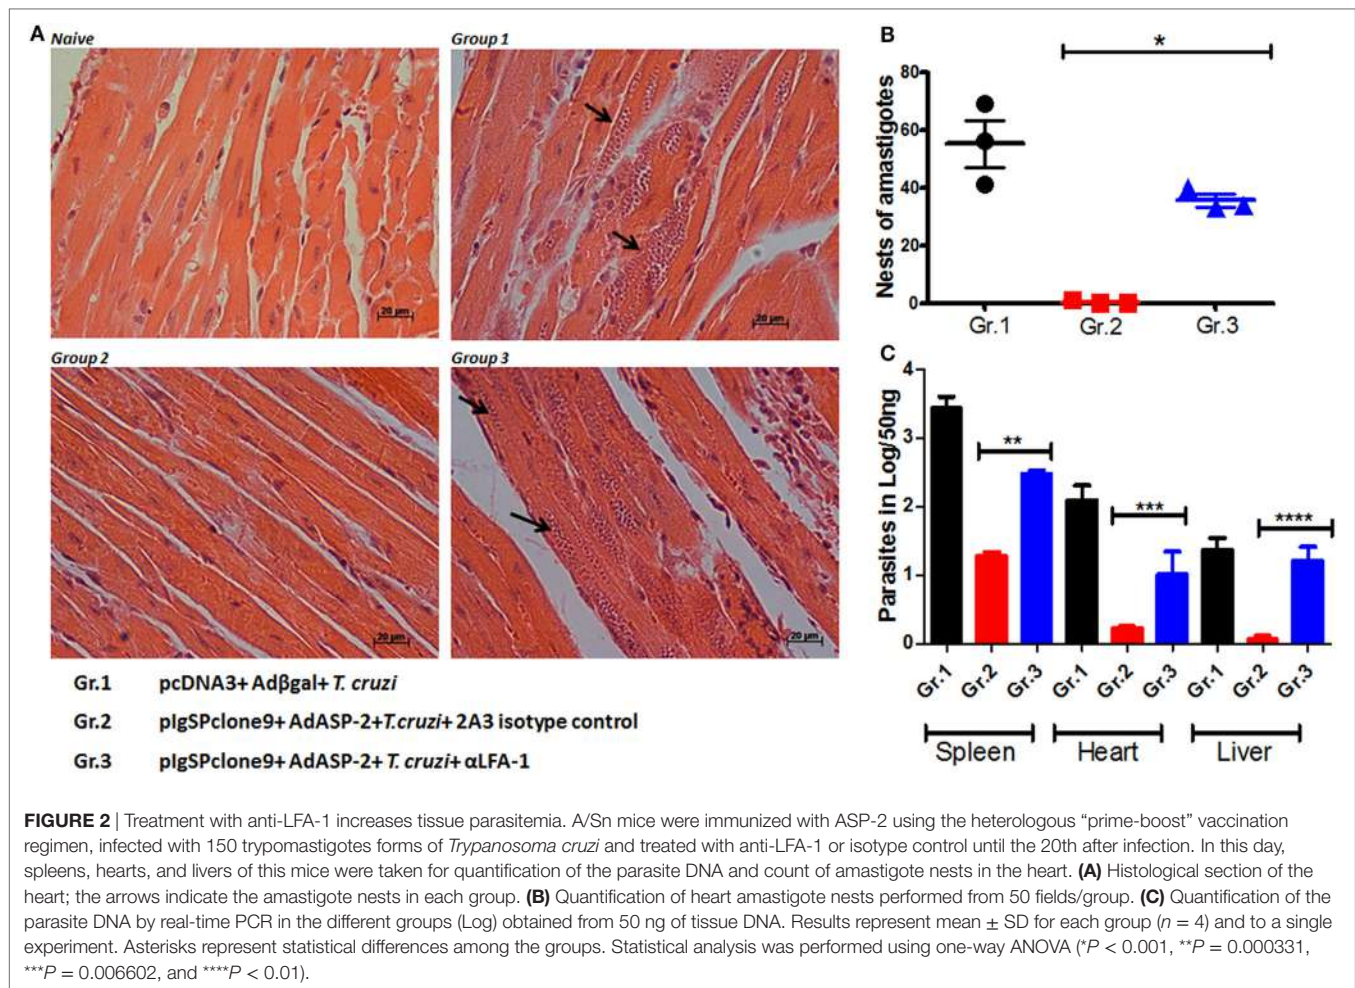 A
Naive
Group 1
20 µm
20 µm
Group 2
Group 3
20 µm
20 µm
Gr.1 pcDNA3+ Adβgal+ T. cruzi
Gr.2 pIgSPclone9+ AdASP-2+T.cruzi+ 2A3 isotype control
Gr.3 pIgSPclone9+ AdASP-2+ T. cruzi+ αLFA-1
B
*
Nests of amastigotes
80
60
40
20
0
Gr.1 Gr.2 Gr.3
C
Parasites in Log/50ng
4
3
2
1
0
** *** ****
Gr.1 Gr.2 Gr.3 Gr.1 Gr.2 Gr.3 Gr.1 Gr.2 Gr.3
Spleen Heart Liver
FIGURE 2 | Treatment with anti-LFA-1 increases tissue parasitemia. A/Sn mice were immunized with ASP-2 using the heterologous “prime-boost” vaccination
regimen, infected with 150 trypomastigotes forms of Trypanosoma cruzi and treated with anti-LFA-1 or isotype control until the 20th after infection. In this day,
spleens, hearts, and livers of this mice were taken for quantification of the parasite DNA and count of amastigote nests in the heart. (A) Histological section of the
heart; the arrows indicate the amastigote nests in each group. (B) Quantification of heart amastigote nests performed from 50 fields/group. (C) Quantification of the
parasite DNA by real-time PCR in the different groups (Log) obtained from 50 ng of tissue DNA. Results represent mean ± SD for each group (n = 4) and to a single
experiment. Asterisks represent statistical differences among the groups. Statistical analysis was performed using one-way ANOVA (*P < 0.001, **P = 0.000331,
***P = 0.006602, and ****P < 0.01).